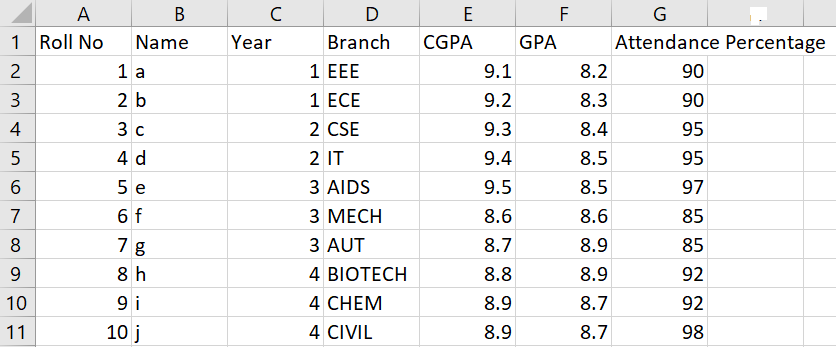 A B C D E F G
1 Roll No Name Year Branch CGPA GPA Attendance Percentage
2 1 a 1 EEE 9.1 8.2 90
3 2 b 1 ECE 9.2 8.3 90
4 3 c 2 CSE 9.3 8.4 95
5 4 d 2 IT 9.4 8.5 95
6 5 e 3 AIDS 9.5 8.5 97
7 6 f 3 MECH 8.6 8.6 85
8 7 g 3 AUT 8.7 8.9 85
9 8 h 4 BIOTECH 8.8 8.9 92
10 9 i 4 CHEM 8.9 8.7 92
11 10 j 4 CIVIL 8.9 8.7 98